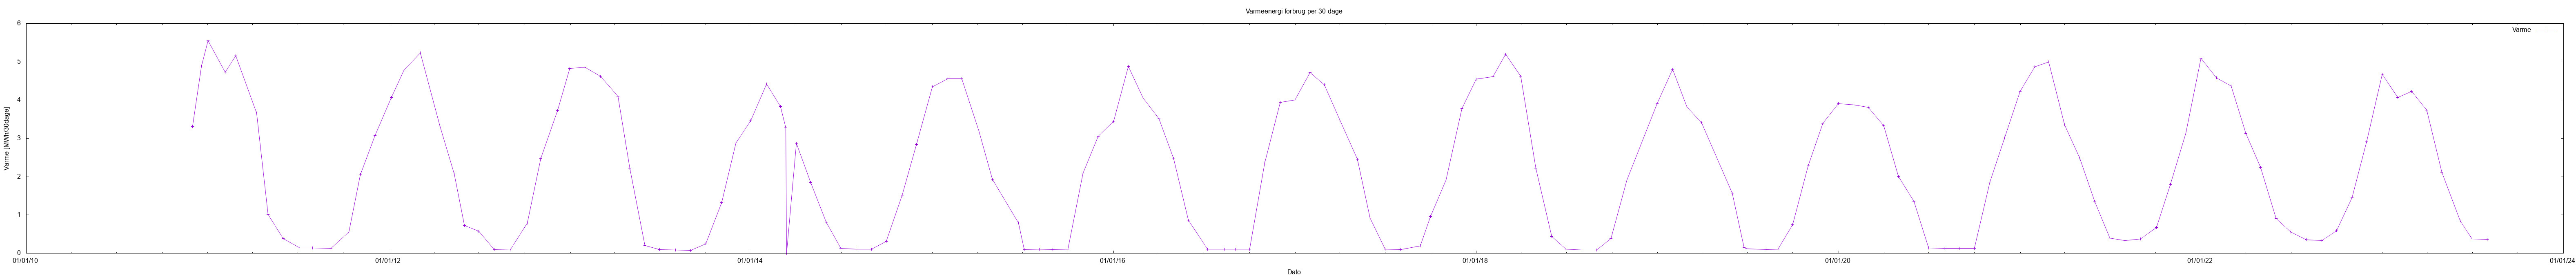 Varmeenergi forbrug per 30 dage
Varme
Varme [MWh/30dage]
6
5
4
3
2
1
0
01/01/10 01/01/12 01/01/14 01/01/16 01/01/18 01/01/20 01/01/22 01/01/24
Dato